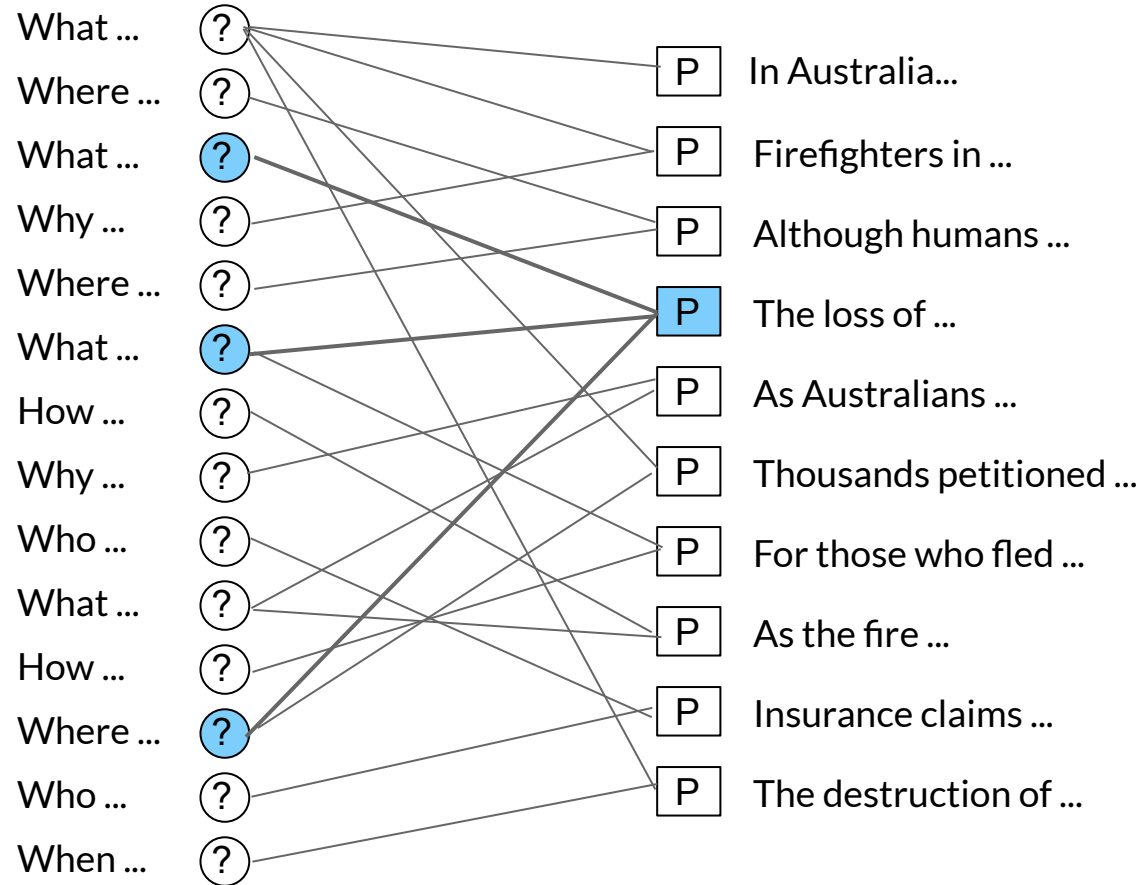 What ...
?
Where ...
?
What ...
?
Why ...
?
Where ...
?
What ...
?
How ...
?
Why ...
?
Who ...
?
What ...
?
How ...
?
Where ...
?
Who ...
?
When ...
?
P
In Australia...
P
Firefighters in ...
P
Although humans ...
P
The loss of ...
P
As Australians ...
P
Thousands petitioned ...
P
For those who fled ...
P
As the fire ...
P
Insurance claims ...
P
The destruction of ...